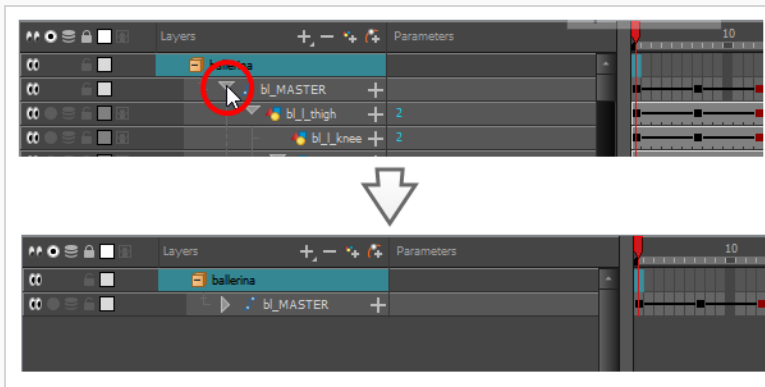 Layers Parameters 10
ballerina
bl_MASTER
bl_l_thigh 2
bl_l_knee 2
Layers Parameters 10
ballerina
bl_MASTER